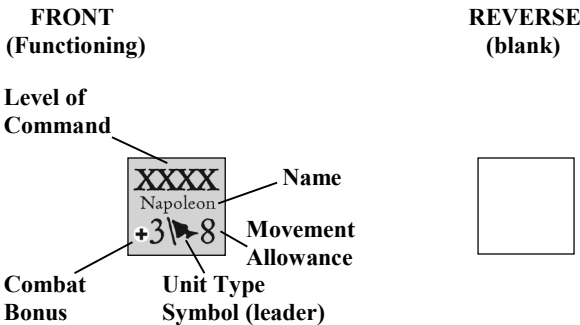 FRONT
(Functioning)
REVERSE
(blank)
Level of
Command
XXXX
Napoleon
+3 8
Name
Movement
Allowance
Combat
Bonus
Unit Type
Symbol (leader)